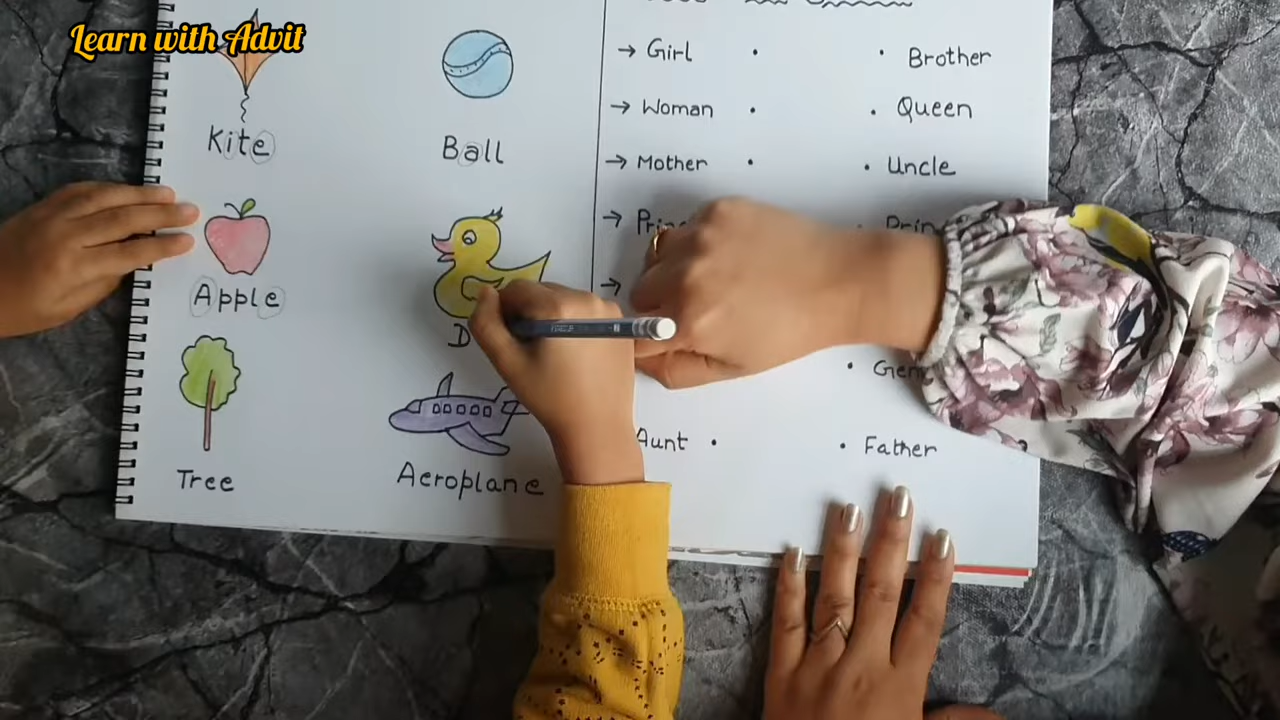 Learn with Advit
Kite
Ball
Apple
Tree
Aeroplane
→ Girl
→ Woman
→ Mother
Aunt
Brother
Queen
Uncle
Father